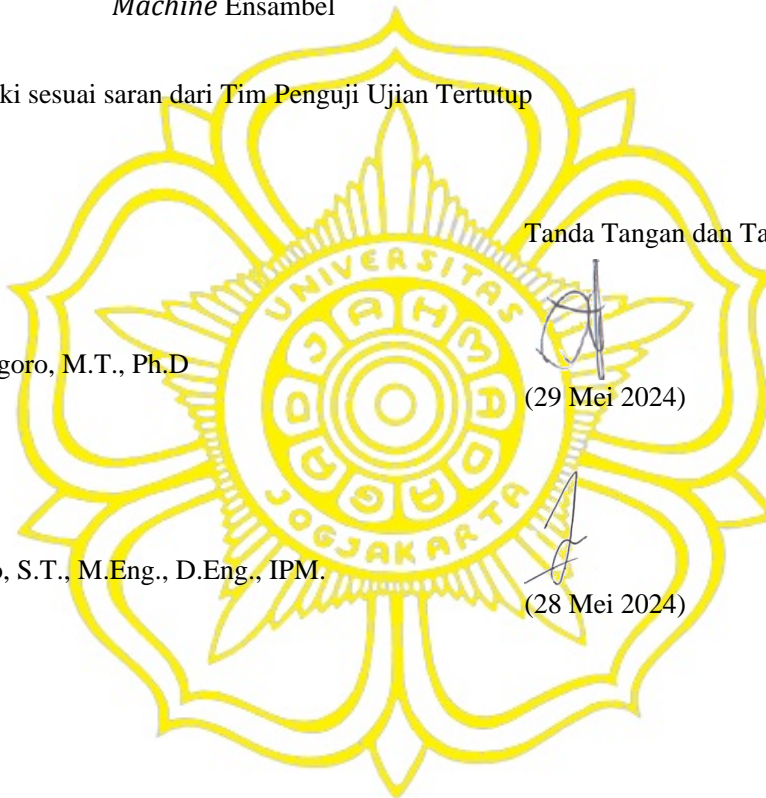 Machine Ensambel
ki sesuai saran dari Tim Penguji Ujian Tertutup
Tanda Tangan dan Ta
UNIVERSITAS
GADJAH MADA
JOGJAKARTA
goro, M.T., Ph.D
(29 Mei 2024)
, S.T., M.Eng., D.Eng., IPM.
(28 Mei 2024)